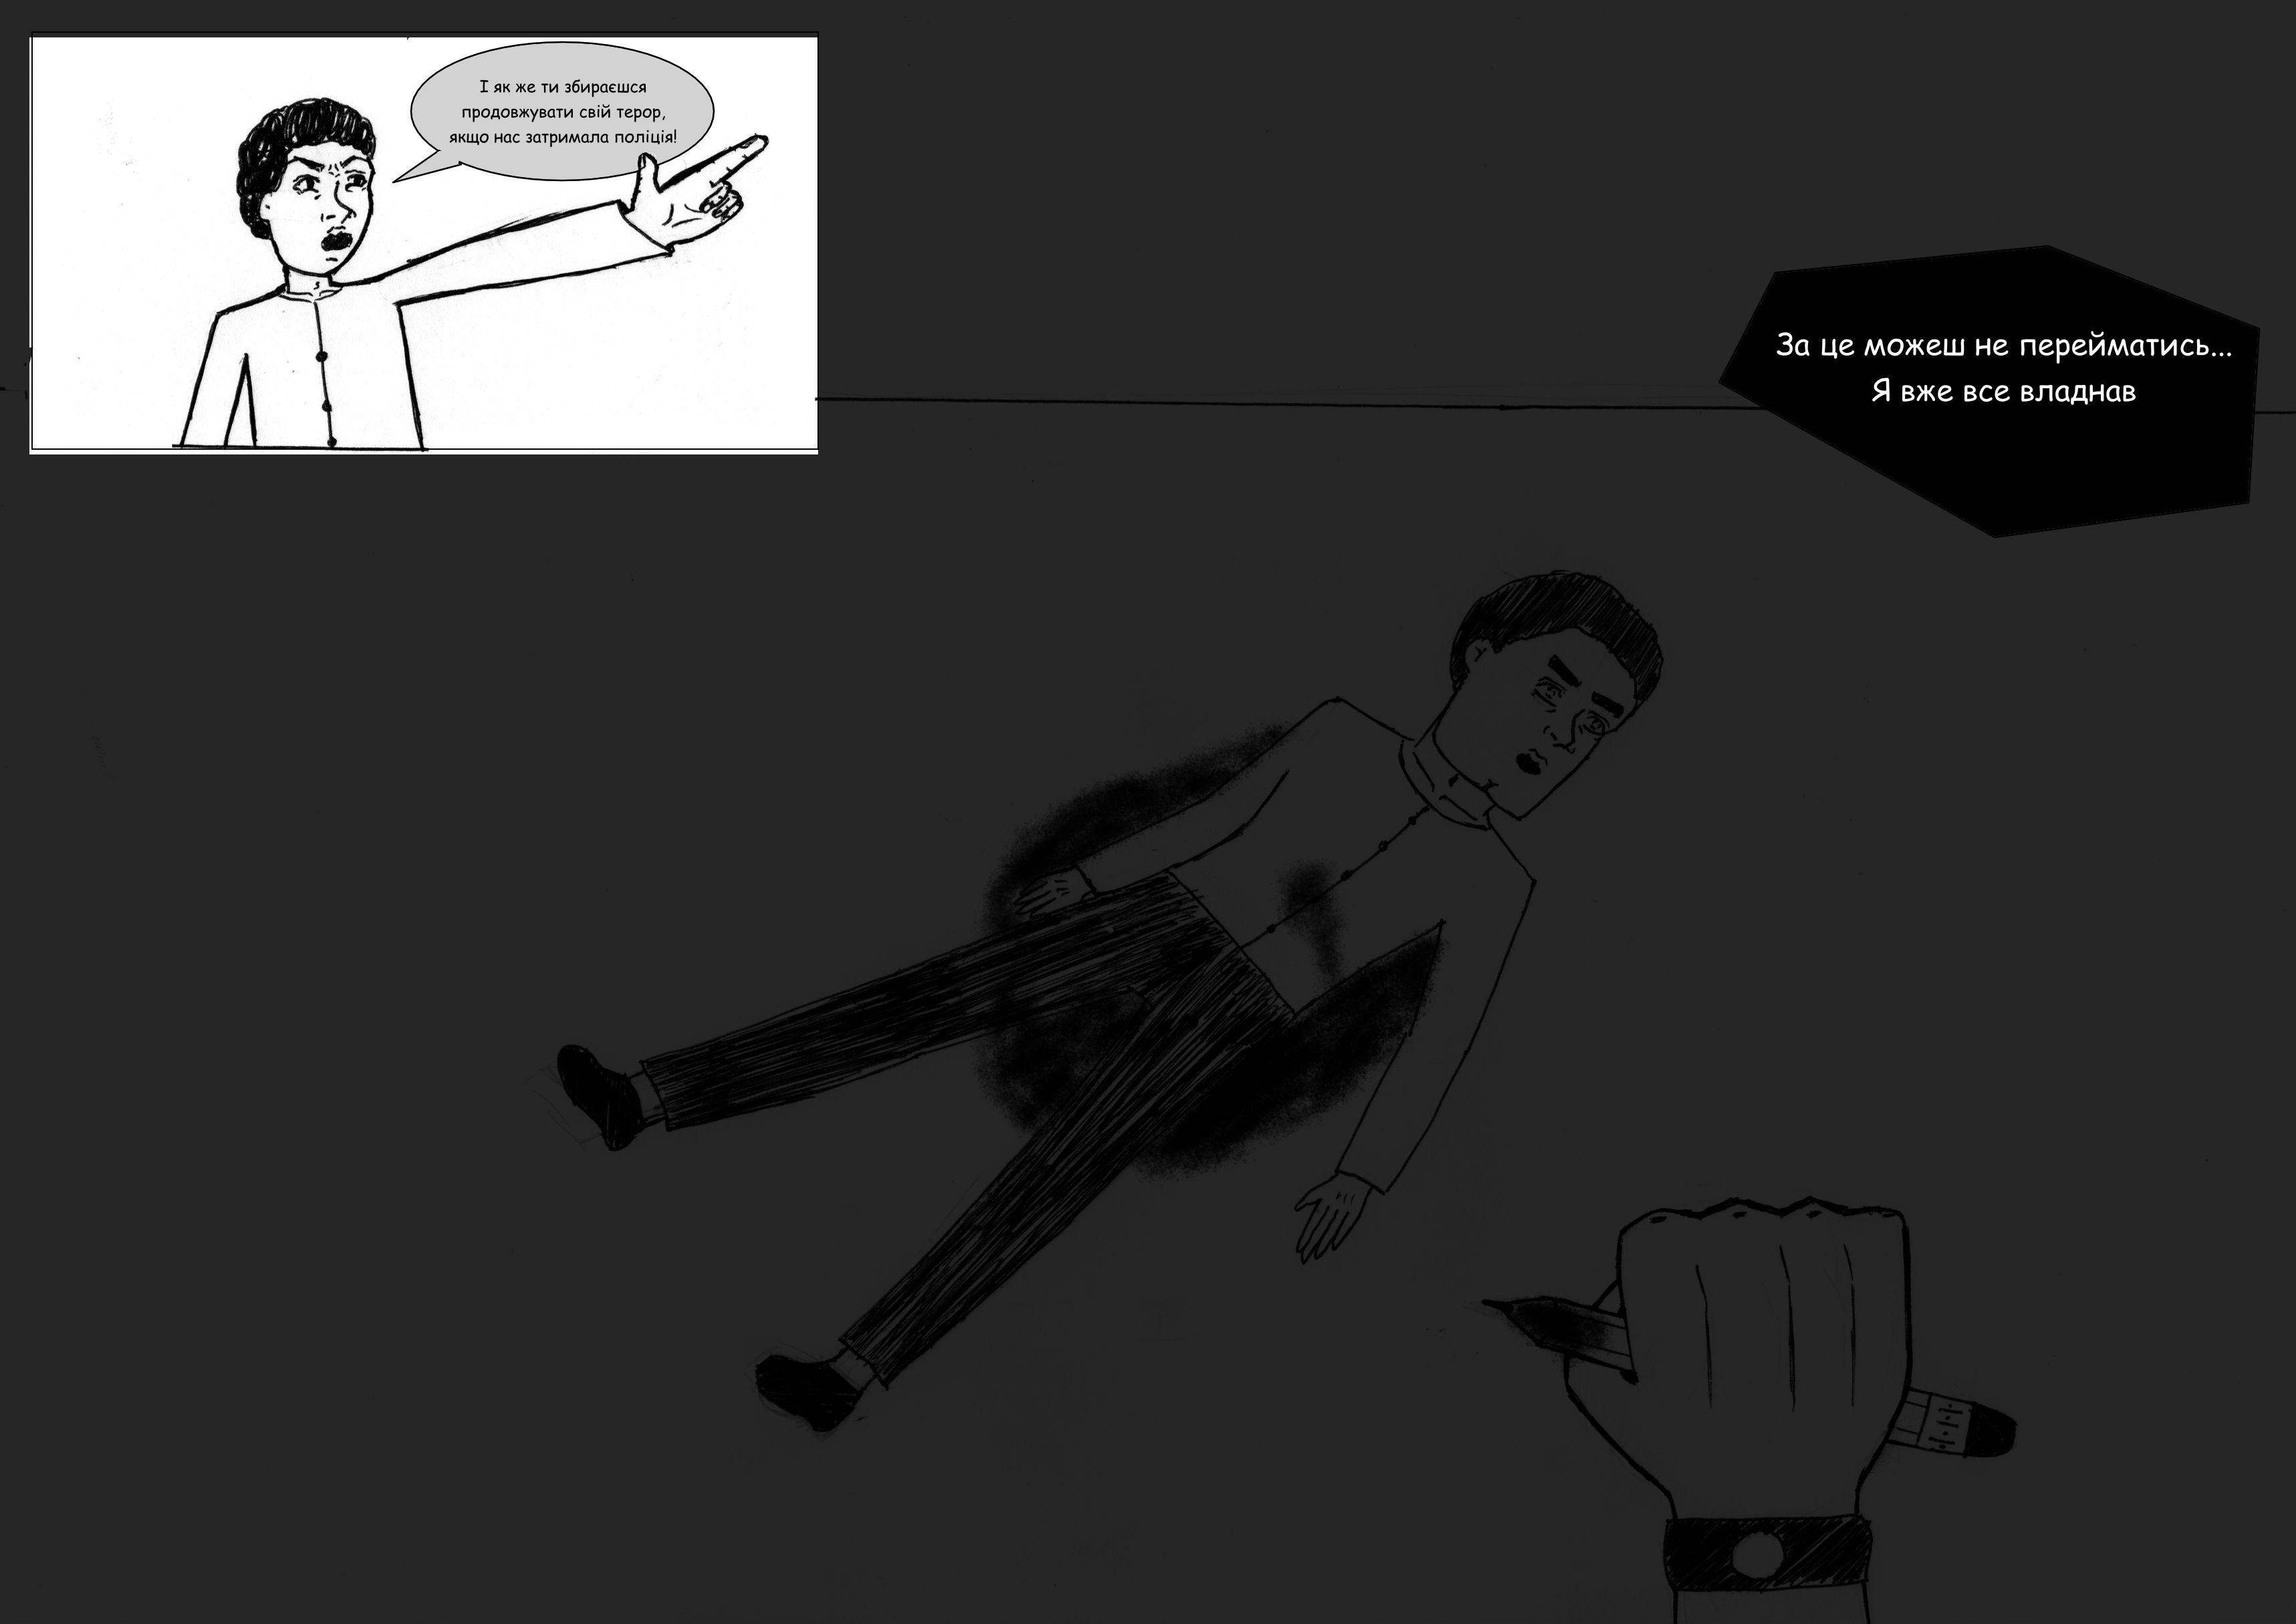 І як же ти збираєшся
продовжувати свій терор,
якщо нас затримала поліція!
За це можеш не перейматись...
Я вже все владнав